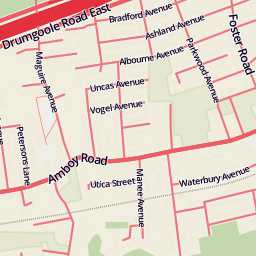 Drumgoole Road East
Bradford Avenue
Ashland Avenue
Foster Road
Albourne Avenue
Parkwood Avenue
Maguire Avenue
Uncas Avenue
Vogel Avenue
Petersons Lane
Amboy Road
Utica Street
Manee Avenue
Waterbury Avenue